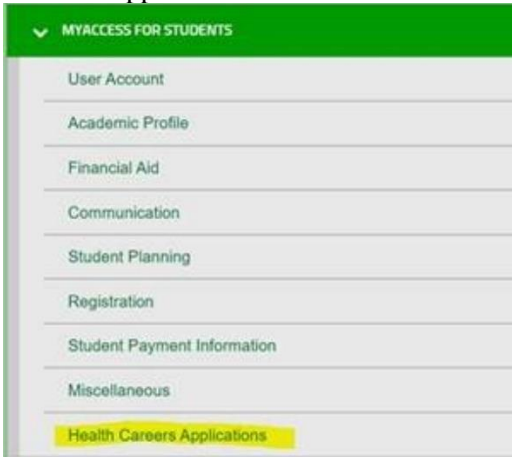 MYACCESS FOR STUDENTS
User Account
Academic Profile
Financial Aid
Communication
Student Planning
Registration
Student Payment Information
Miscellaneous
Health Careers Applications